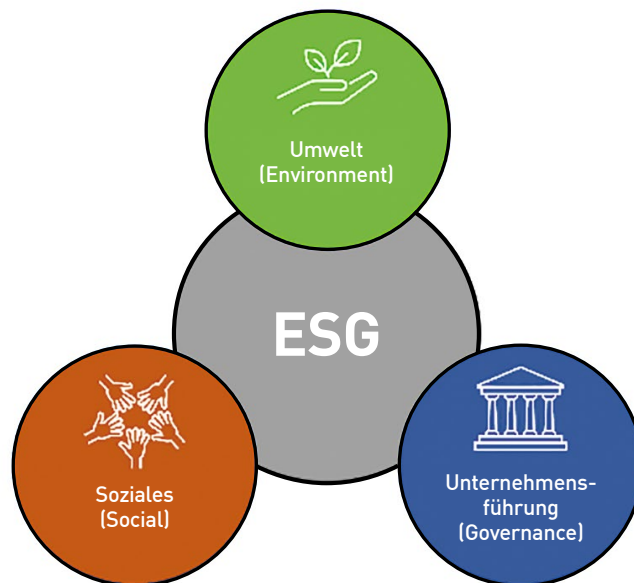 Umwelt
(Environment)
ESG
Soziales
(Social)
Unternehmens-
führung
(Governance)